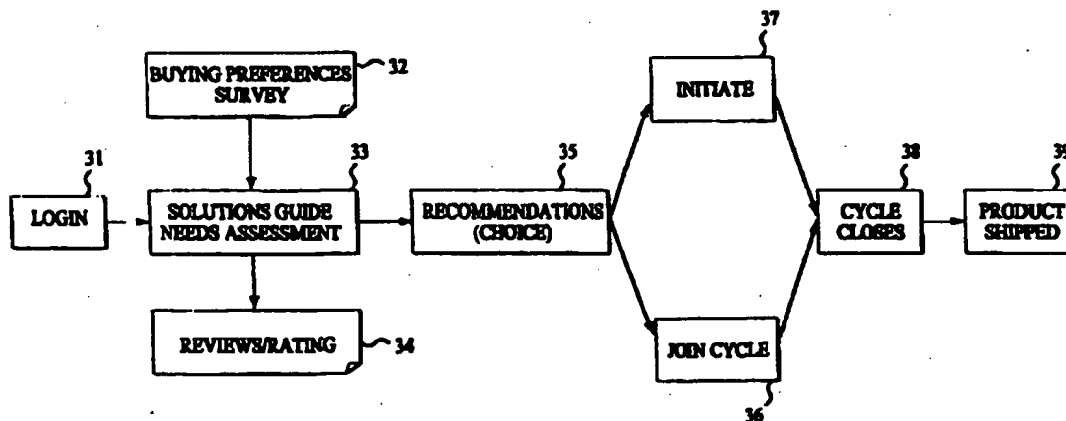 37
32
BUYING PREFERENCES
SURVEY
INITIATE
31
33
35
38
39
LOGIN
SOLUTIONS GUIDE
NEEDS ASSESSMENT
RECOMMENDATIONS
(CHOICE)
CYCLE
CLOSES
PRODUCT
SHIPPED
REVIEWS/RATING
34
JOIN CYCLE
36